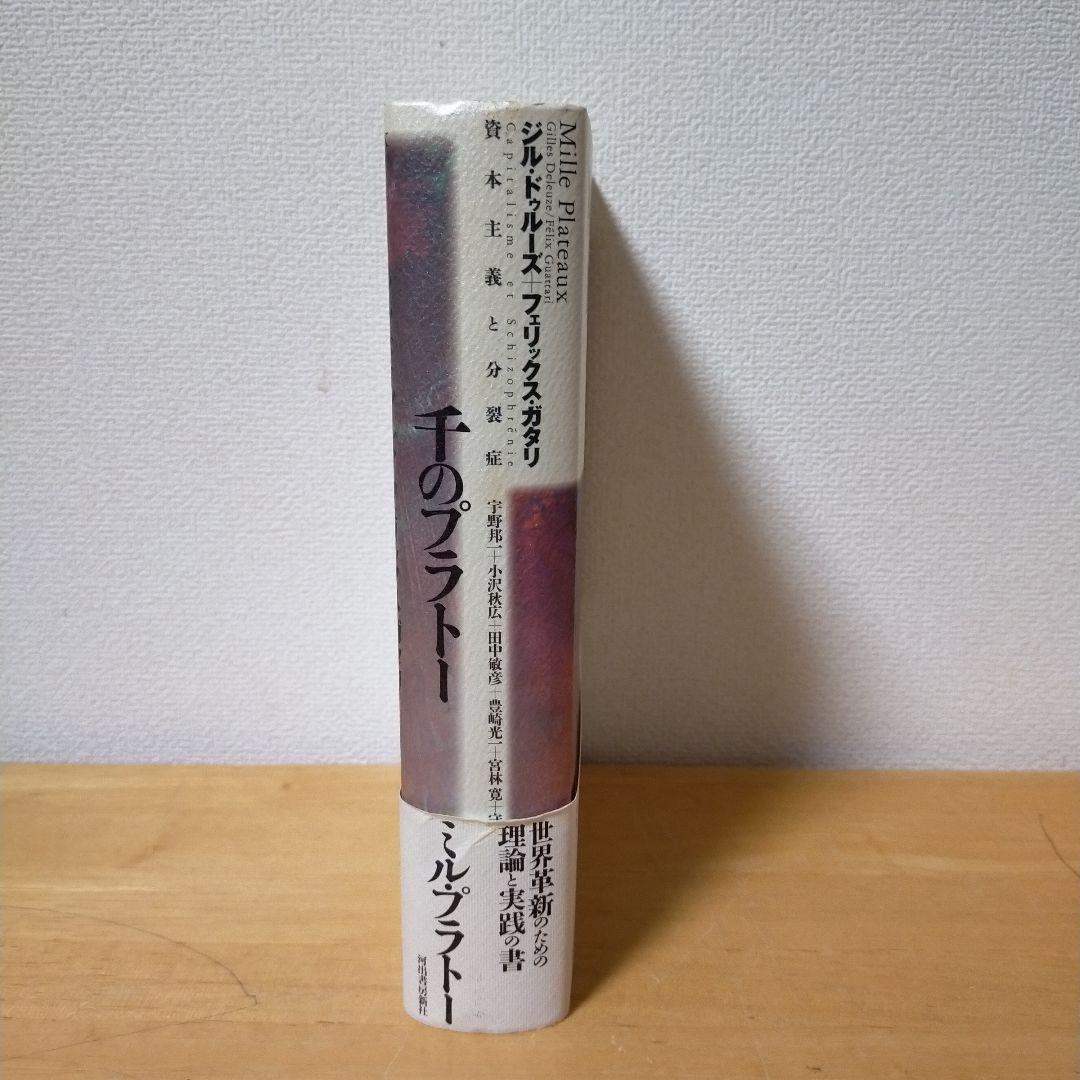 Mille Plateaux
Gilles Deleuze/Félix Guattari
ジル・ドゥルーズ+フェリックス・ガタリ
Capitalisme et Schizophrénie
資本主義と分裂症
宇野邦一+小沢秋広+田中敏彦+豊崎光一+宮林寛+守
千のプラトー
世界革新のための
理論と実践の書
ミル・プラトー
河出書房新社